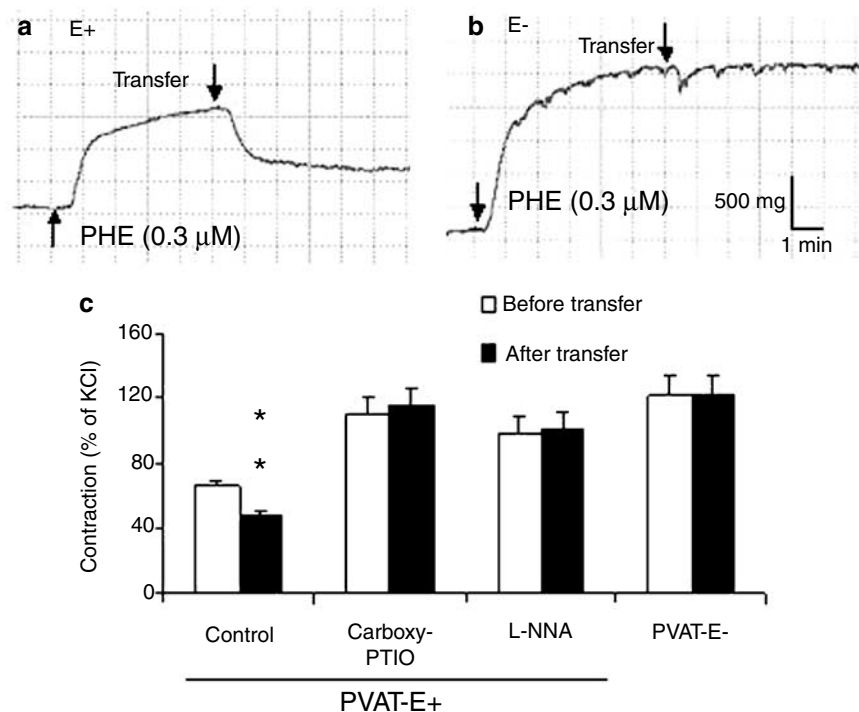 a E+
Transfer
PHE (0.3 µM)
b E-
Transfer
PHE (0.3 µM)
500 mg
1 min
c
Before transfer
After transfer
Contraction (% of KCl)
160
120
80
40
0
*
*
Control
Carboxy-
PTIO
L-NNA
PVAT-E-
PVAT-E+